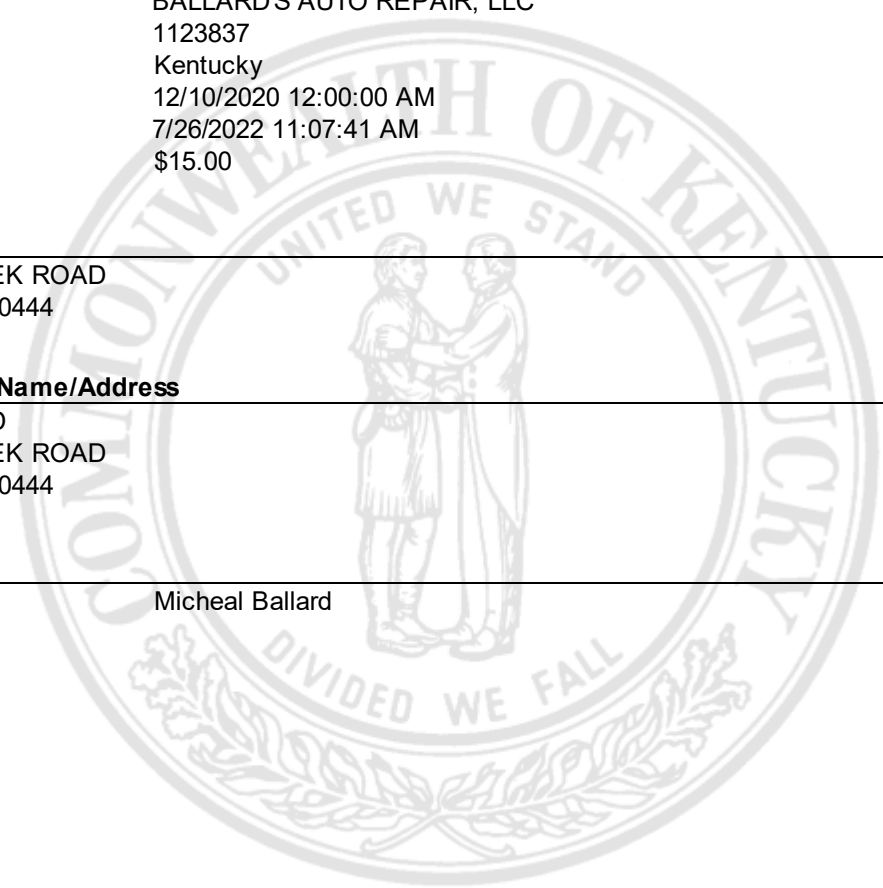 BALLARD'S AUTO REPAIR, LLC
1123837
Kentucky
12/10/2020 12:00:00 AM
7/26/2022 11:07:41 AM
$15.00
EK ROAD
0444
Name/Address
D
EK ROAD
0444
Micheal Ballard
COMMONWEALTH OF KENTUCKY
UNITED WE STAND
DIVIDED WE FALL